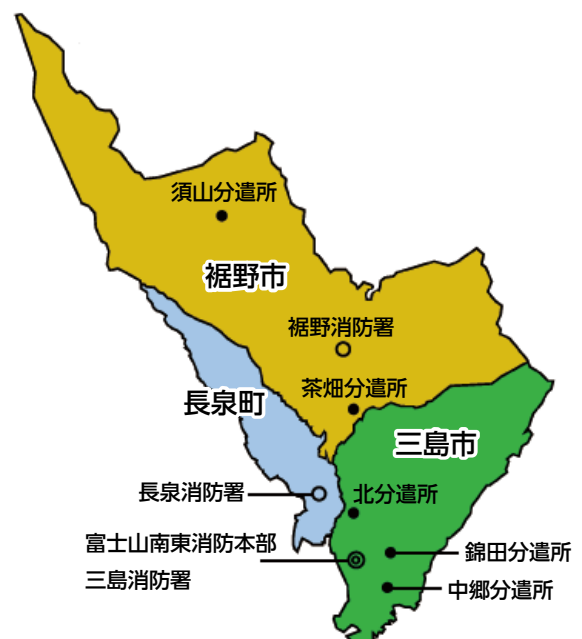 須山分遣所
裾野市
裾野消防署
茶畑分遣所
長泉町
三島市
長泉消防署
北分遣所
富士山南東消防本部
三島消防署
錦田分遣所
中郷分遣所